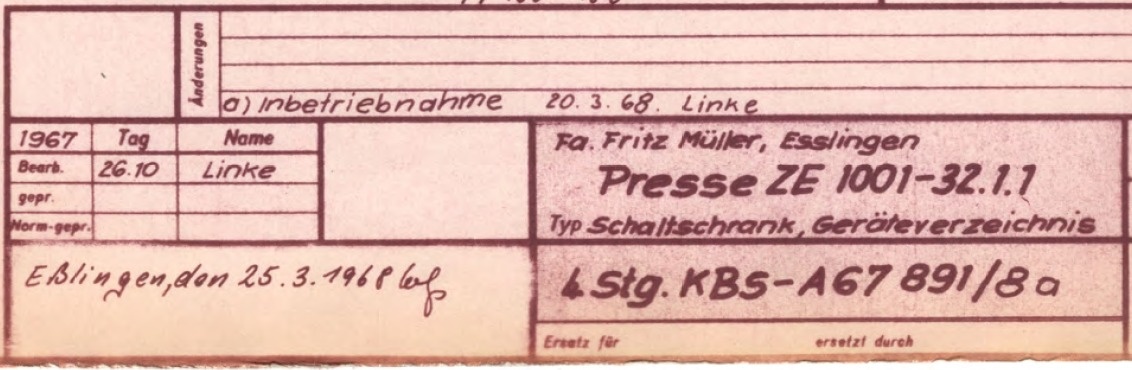 Änderungen
a) Inbetriebnahme 20.3.68. Linke
1967 Tag Name
Bearb. 26.10 Linke
gepr.
Norm-gepr.
Fa. Fritz Müller, Esslingen
Presse ZE 1001-32.1.1
Typ Schaltschrank, Geräteverzeichnis
Eßlingen, den 25.3.1968
4 Stg. KBS-A67 891/8 a
Ersatz für ersetzt durch